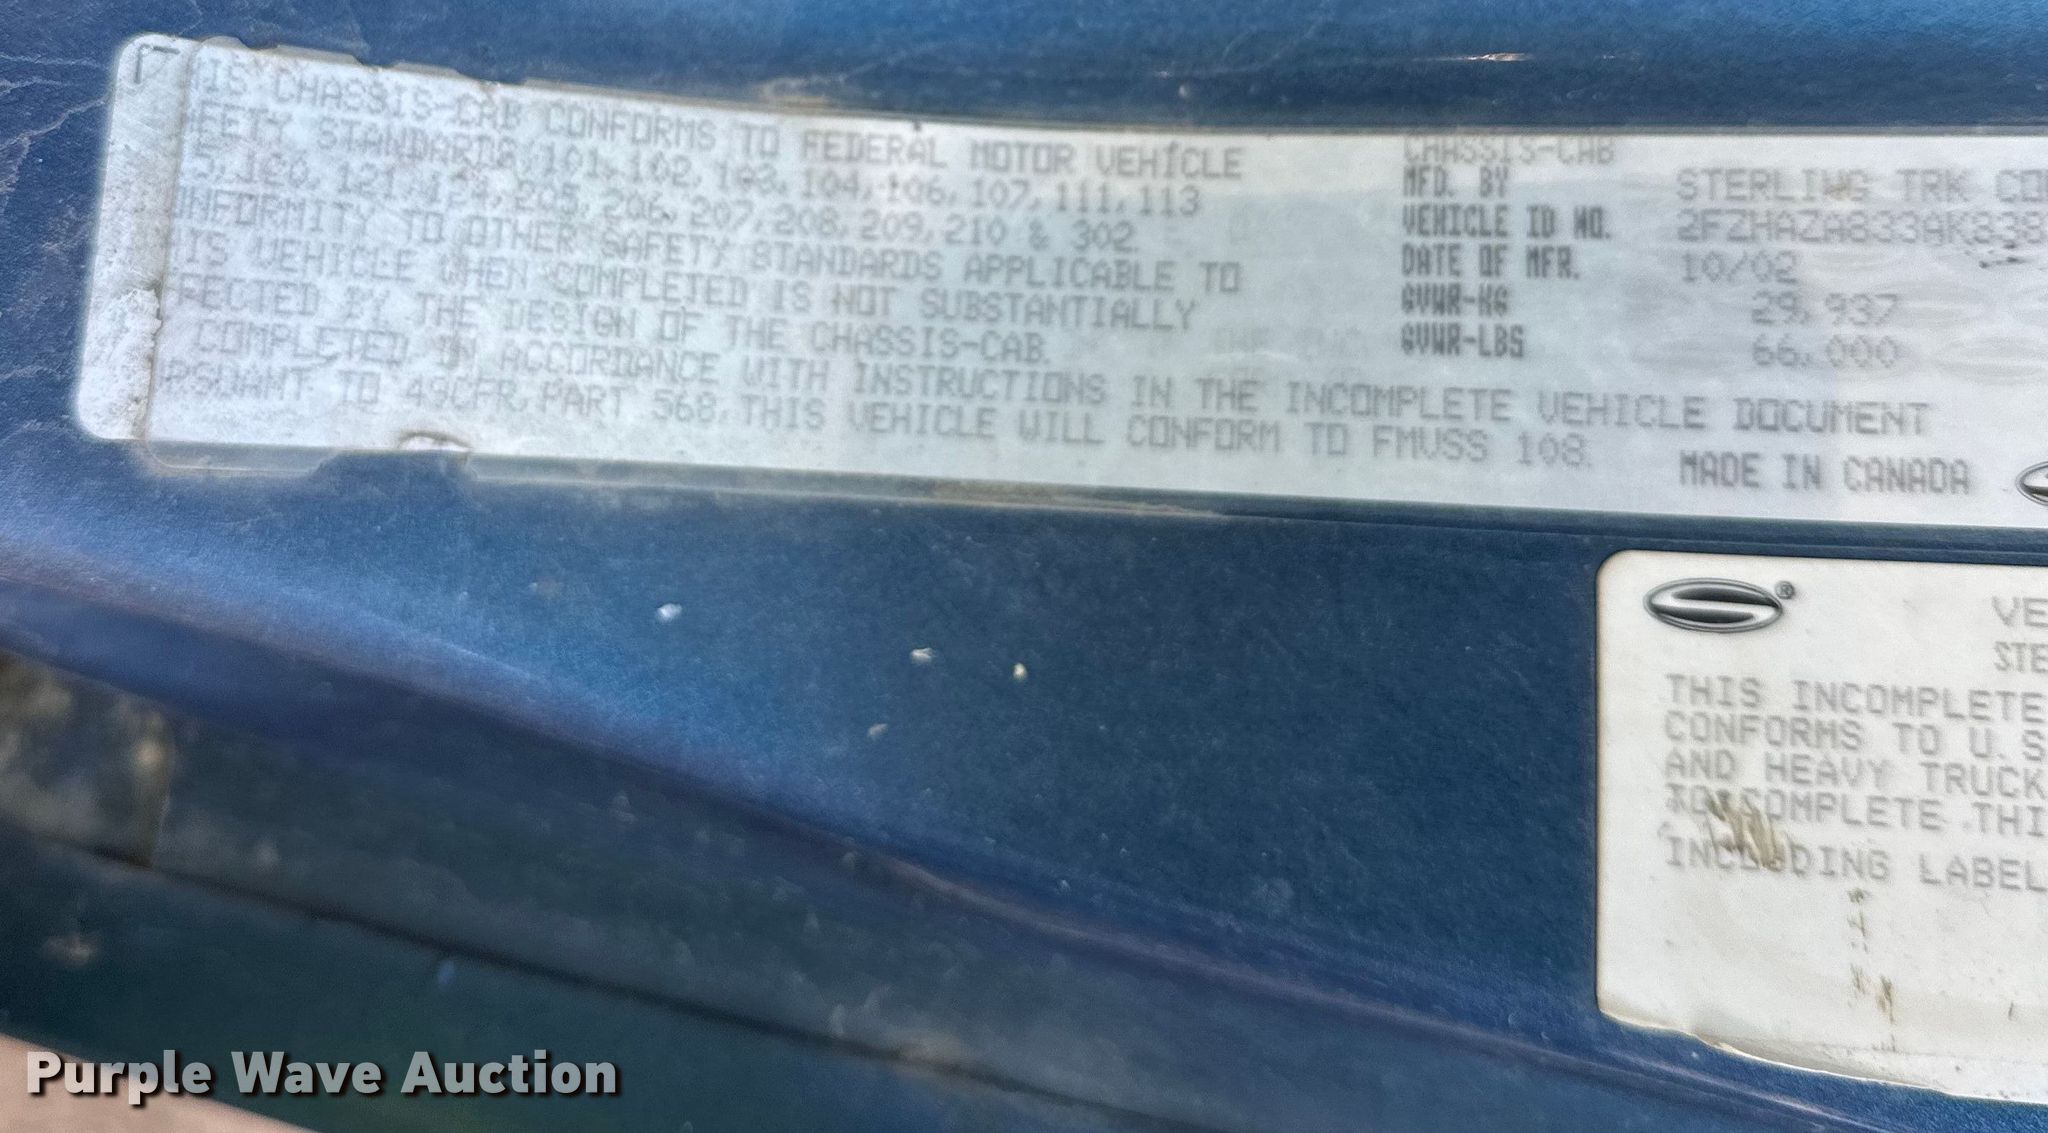 IS CHASSIS-CAB CONFORMS TO FEDERAL MOTOR VEHICLE
FETY STANDARDS 101, 102, 103, 104, 106, 107, 111, 113
5, 120, 121, 124, 205, 206, 207, 208, 209, 210 & 302
NFORMITY TO OTHER SAFETY STANDARDS APPLICABLE TO
IS VEHICLE WHEN COMPLETED IS NOT SUBSTANTIALLY
FECTED BY THE DESIGN OF THE CHASSIS-CAB.
COMPLETED IN ACCORDANCE WITH INSTRUCTIONS IN THE INCOMPLETE VEHICLE DOCUMENT
TO 49CFR, PART 568, THIS VEHICLE WILL CONFORM TO FMVSS 108.
CHASSIS-CAB
MFD. BY STERLING TRK CO
VEHICLE ID NO. 2FZHAZA833AK838
DATE OF MFR. 10/02
GVWR-KG 29,937
GVWR-LBS 66,000
MADE IN CANADA
S®
VE
STE
THIS INCOMPLETE
CONFORMS TO U.S
AND HEAVY TRUCK
TO COMPLETE THI
INCLUDING LABEL
Purple Wave Auction